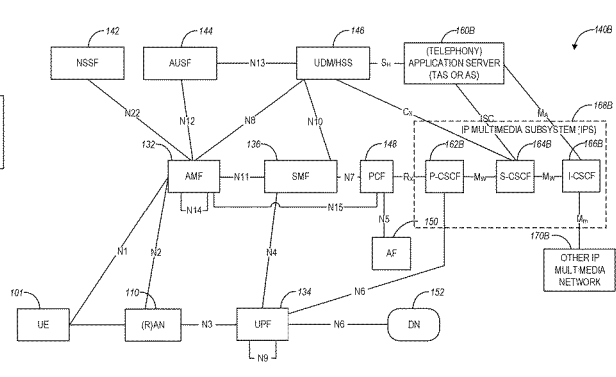 142
144
146
160B
140B
NSSF
AUSF
N13
UDM/HSS
SH
(TELEPHONY)
APPLICATION SERVER
(TAS OR AS)
168B
N22
N12
N8
N10
CX
ISC
MA
IP MULTIMEDIA SUBSYSTEM (IPS)
132
136
148
162B
164B
166B
AMF
N11
SMF
N7
PCF
RX
P-CSCF
MW
S-CSCF
MW
I-CSCF
N14
N15
N5
150
Mm
AF
170B
N1
N2
N4
N6
OTHER IP
MULTIMEDIA
NETWORK
101
110
134
152
UE
(R)AN
N3
UPF
N6
DN
N9